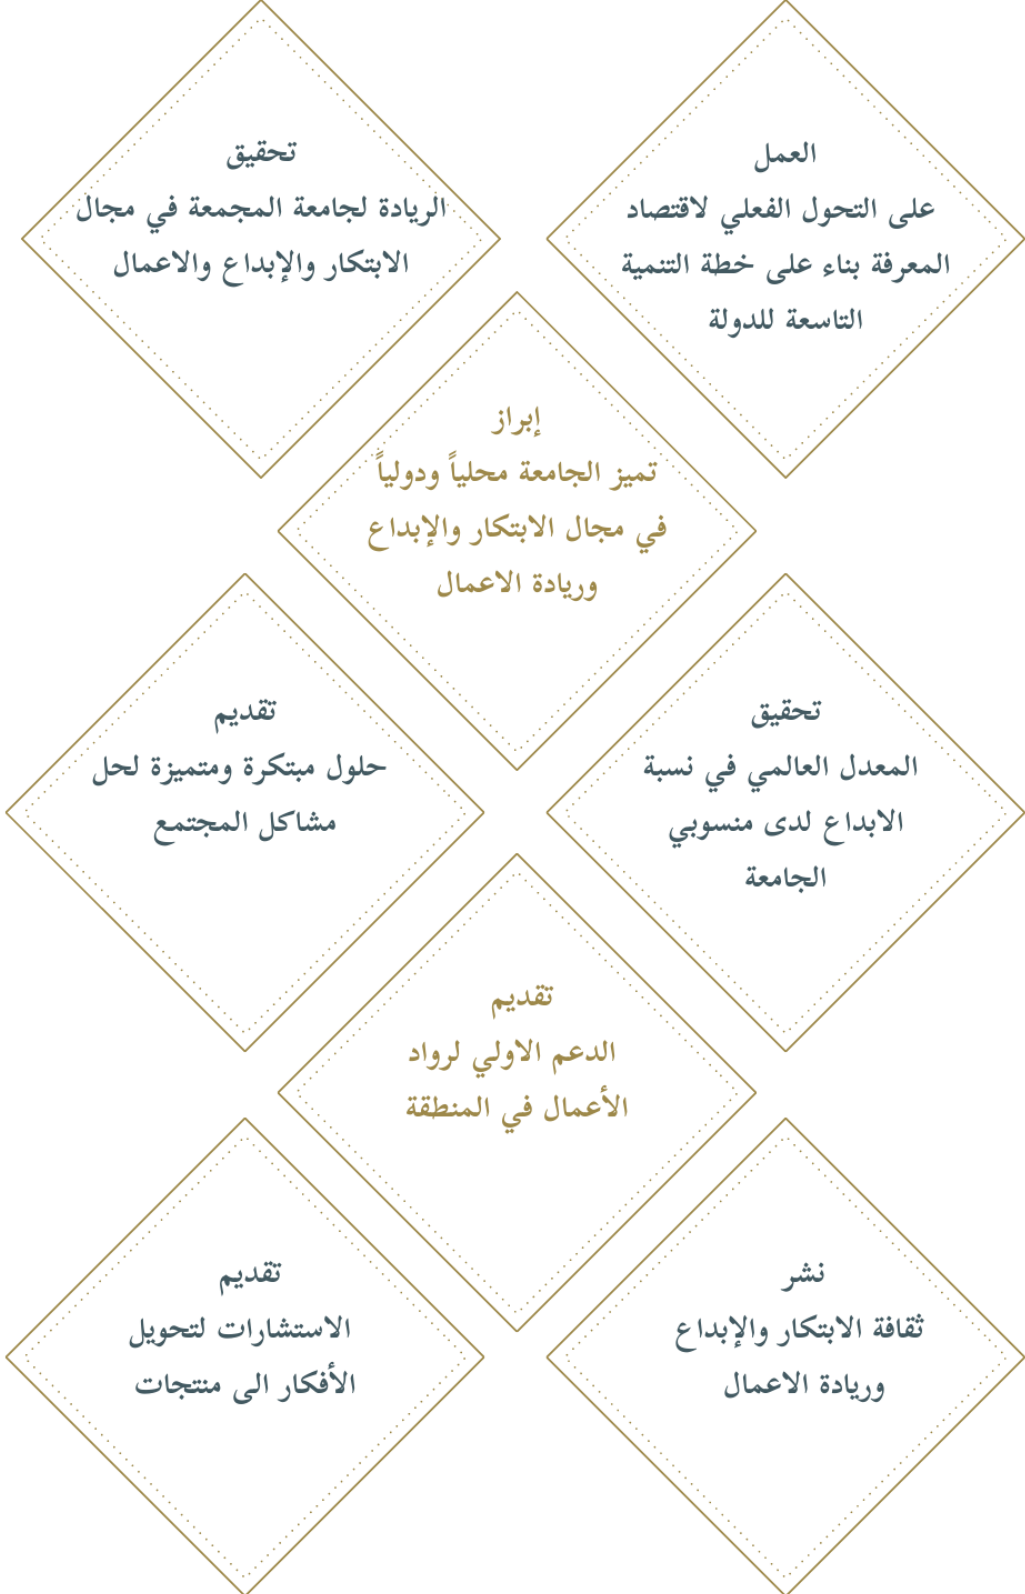 العمل
على التحول الفعلي لاقتصاد
المعرفة بناء على خطة التنمية
التاسعة للدولة
تحقيق
الريادة لجامعة المجمعة في مجال
الابتكار والإبداع والاعمال
إبراز
تميز الجامعة محلياً ودولياً
في مجال الابتكار والإبداع
وريادة الاعمال
تحقيق
المعدل العالمي في نسبة
الابداع لدى منسوبي
الجامعة
تقديم
حلول مبتكرة ومتميزة لحل
مشاكل المجتمع
تقديم
الدعم الاولي لرواد
الأعمال في المنطقة
نشر
ثقافة الابتكار والإبداع
وريادة الاعمال
تقديم
الاستشارات لتحويل
الأفكار الى منتجات